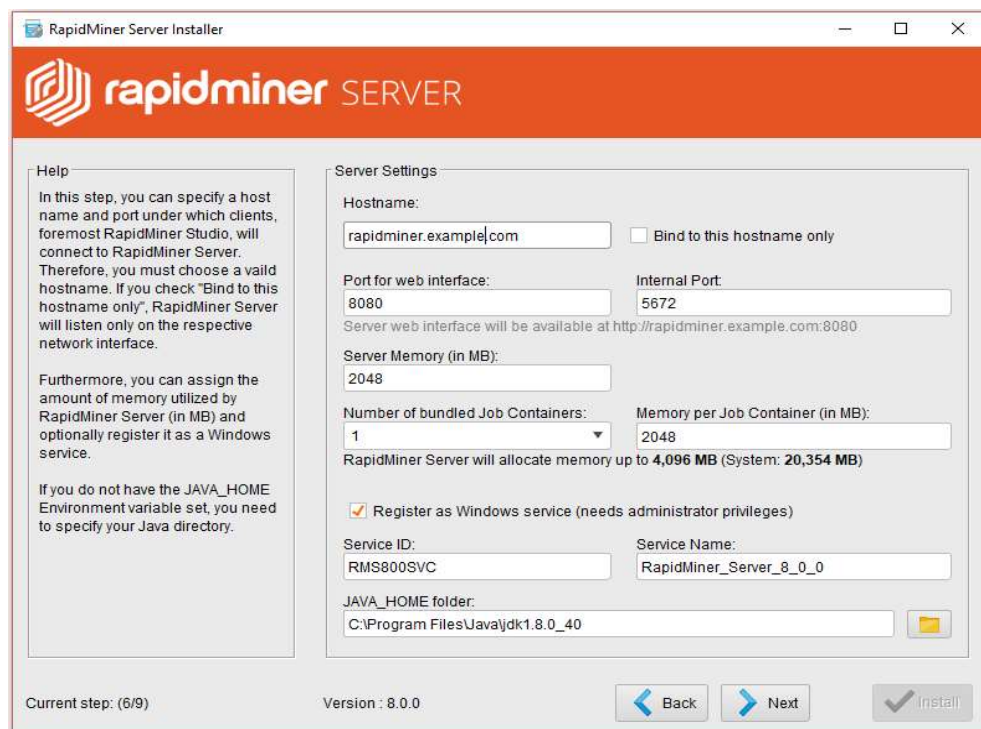 RapidMiner Server Installer
rapidminer SERVER
Help
In this step, you can specify a host
name and port under which clients,
foremost RapidMiner Studio, will
connect to RapidMiner Server.
Therefore, you must choose a vaild
hostname. If you check "Bind to this
hostname only", RapidMiner Server
will listen only on the respective
network interface.
Furthermore, you can assign the
amount of memory utilized by
RapidMiner Server (in MB) and
optionally register it as a Windows
service.
If you do not have the JAVA_HOME
Environment variable set, you need
to specify your Java directory.
Server Settings
Hostname:
rapidminer.example.com
Bind to this hostname only
Port for web interface:
Internal Port:
8080
5672
Server web interface will be available at http://rapidminer.example.com:8080
Server Memory (in MB):
2048
Number of bundled Job Containers:
Memory per Job Container (in MB):
1
2048
RapidMiner Server will allocate memory up to 4,096 MB (System: 20,354 MB)
Register as Windows service (needs administrator privileges)
Service ID:
Service Name:
RMS800SVC
RapidMiner_Server_8_0_0
JAVA_HOME folder:
C:\Program Files\Java\jdk1.8.0_40
Current step: (6/9)
Version : 8.0.0
Back
Next
Install